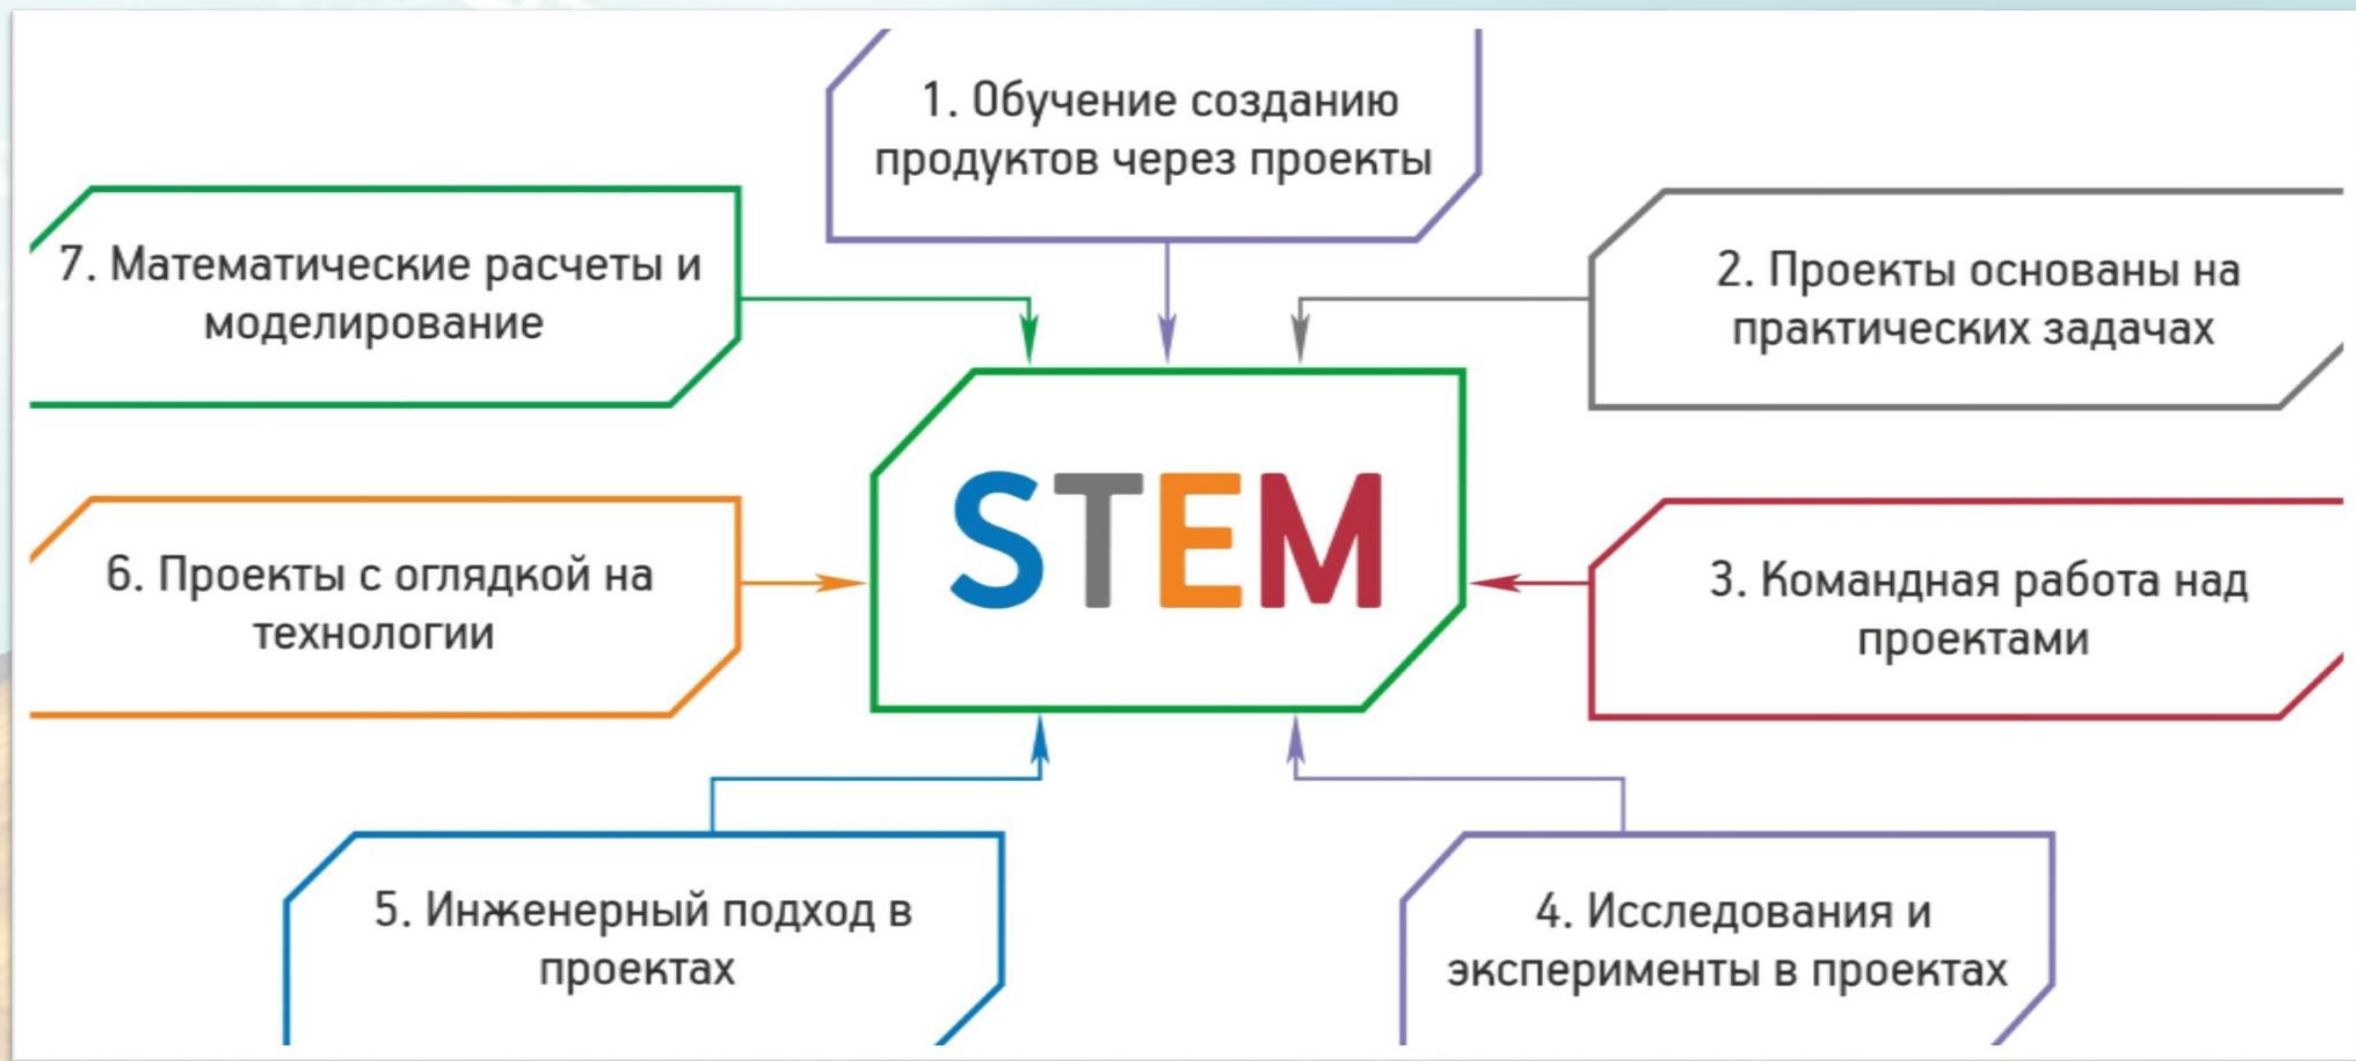 1. Обучение созданию
продуктов через проекты
7. Математические расчеты и
моделирование
2. Проекты основаны на
практических задачах
STEM
6. Проекты с оглядкой на
технологии
3. Командная работа над
проектами
5. Инженерный подход в
проектах
4. Исследования и
эксперименты в проектах